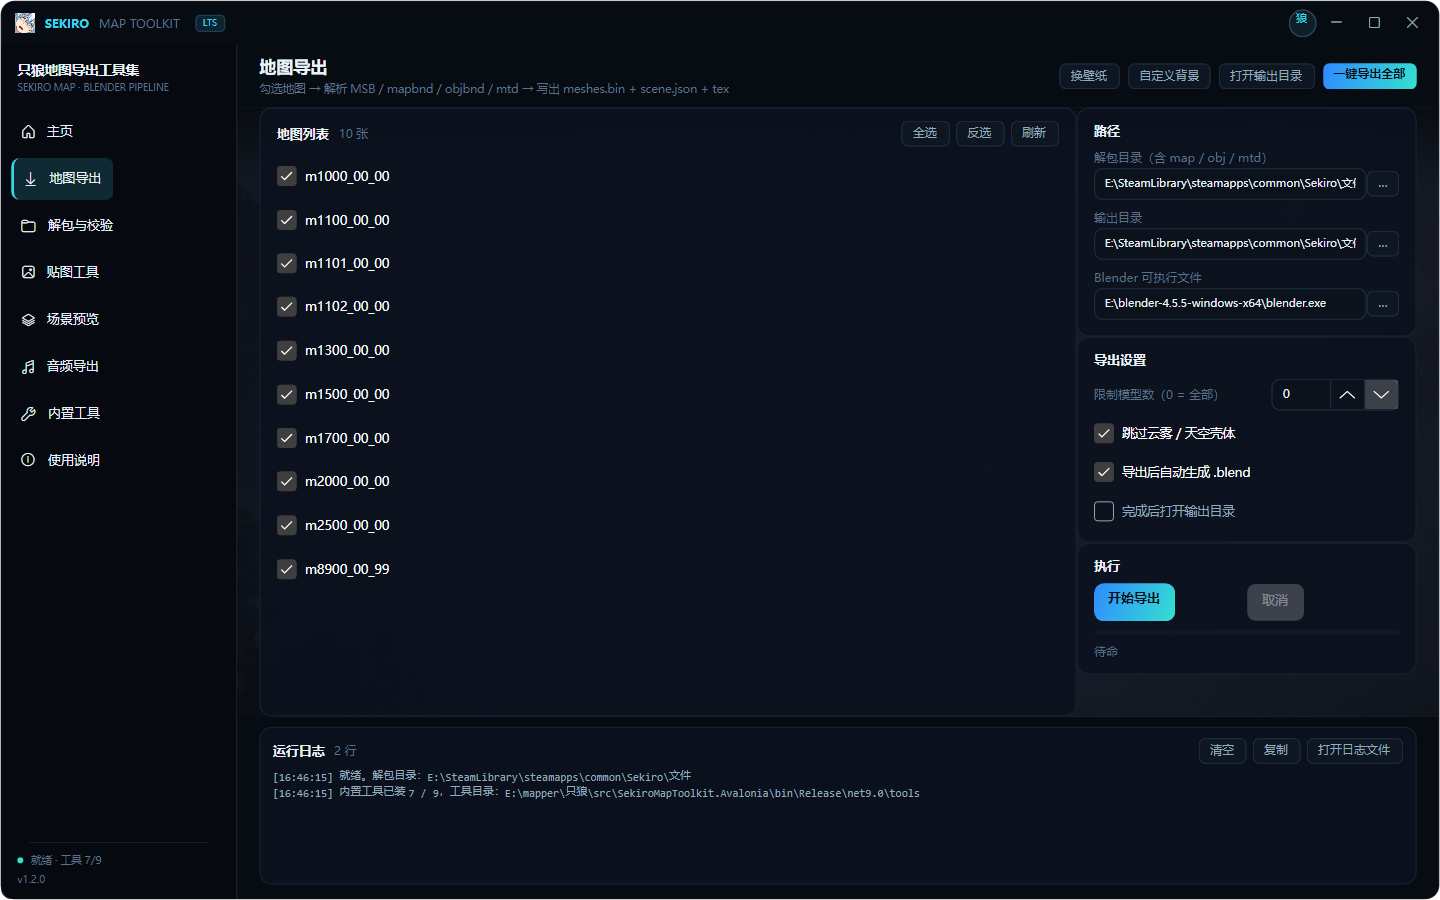 SEKIRO MAP TOOLKIT LTS
狼
只狼地图导出工具集
SEKIRO MAP · BLENDER PIPELINE
主页
地图导出
解包与校验
贴图工具
场景预览
音频导出
内置工具
使用说明
就绪 · 工具 7/9
v1.2.0
地图导出
勾选地图 → 解析 MSB / mapbnd / objbnd / mtd → 写出 meshes.bin + scene.json + tex
换壁纸 自定义背景 打开输出目录 一键导出全部
地图列表 10 张 全选 反选 刷新
m1000_00_00
m1100_00_00
m1101_00_00
m1102_00_00
m1300_00_00
m1500_00_00
m1700_00_00
m2000_00_00
m2500_00_00
m8900_00_99
路径
解包目录（含 map / obj / mtd）
E:\SteamLibrary\steamapps\common\Sekiro\文 ...
输出目录
E:\SteamLibrary\steamapps\common\Sekiro\文 ...
Blender 可执行文件
E:\blender-4.5.5-windows-x64\blender.exe ...
导出设置
限制模型数（0 = 全部） 0
跳过云雾 / 天空壳体
导出后自动生成 .blend
完成后打开输出目录
执行
开始导出 取消
待命
运行日志 2 行 清空 复制 打开日志文件
[16:46:15] 就绪。解包目录: E:\SteamLibrary\steamapps\common\Sekiro\文件
[16:46:15] 内置工具已装 7 / 9，工具目录: E:\mapper\只狼\src\SekiroMapToolkit.Avalonia\bin\Release\net9.0\tools